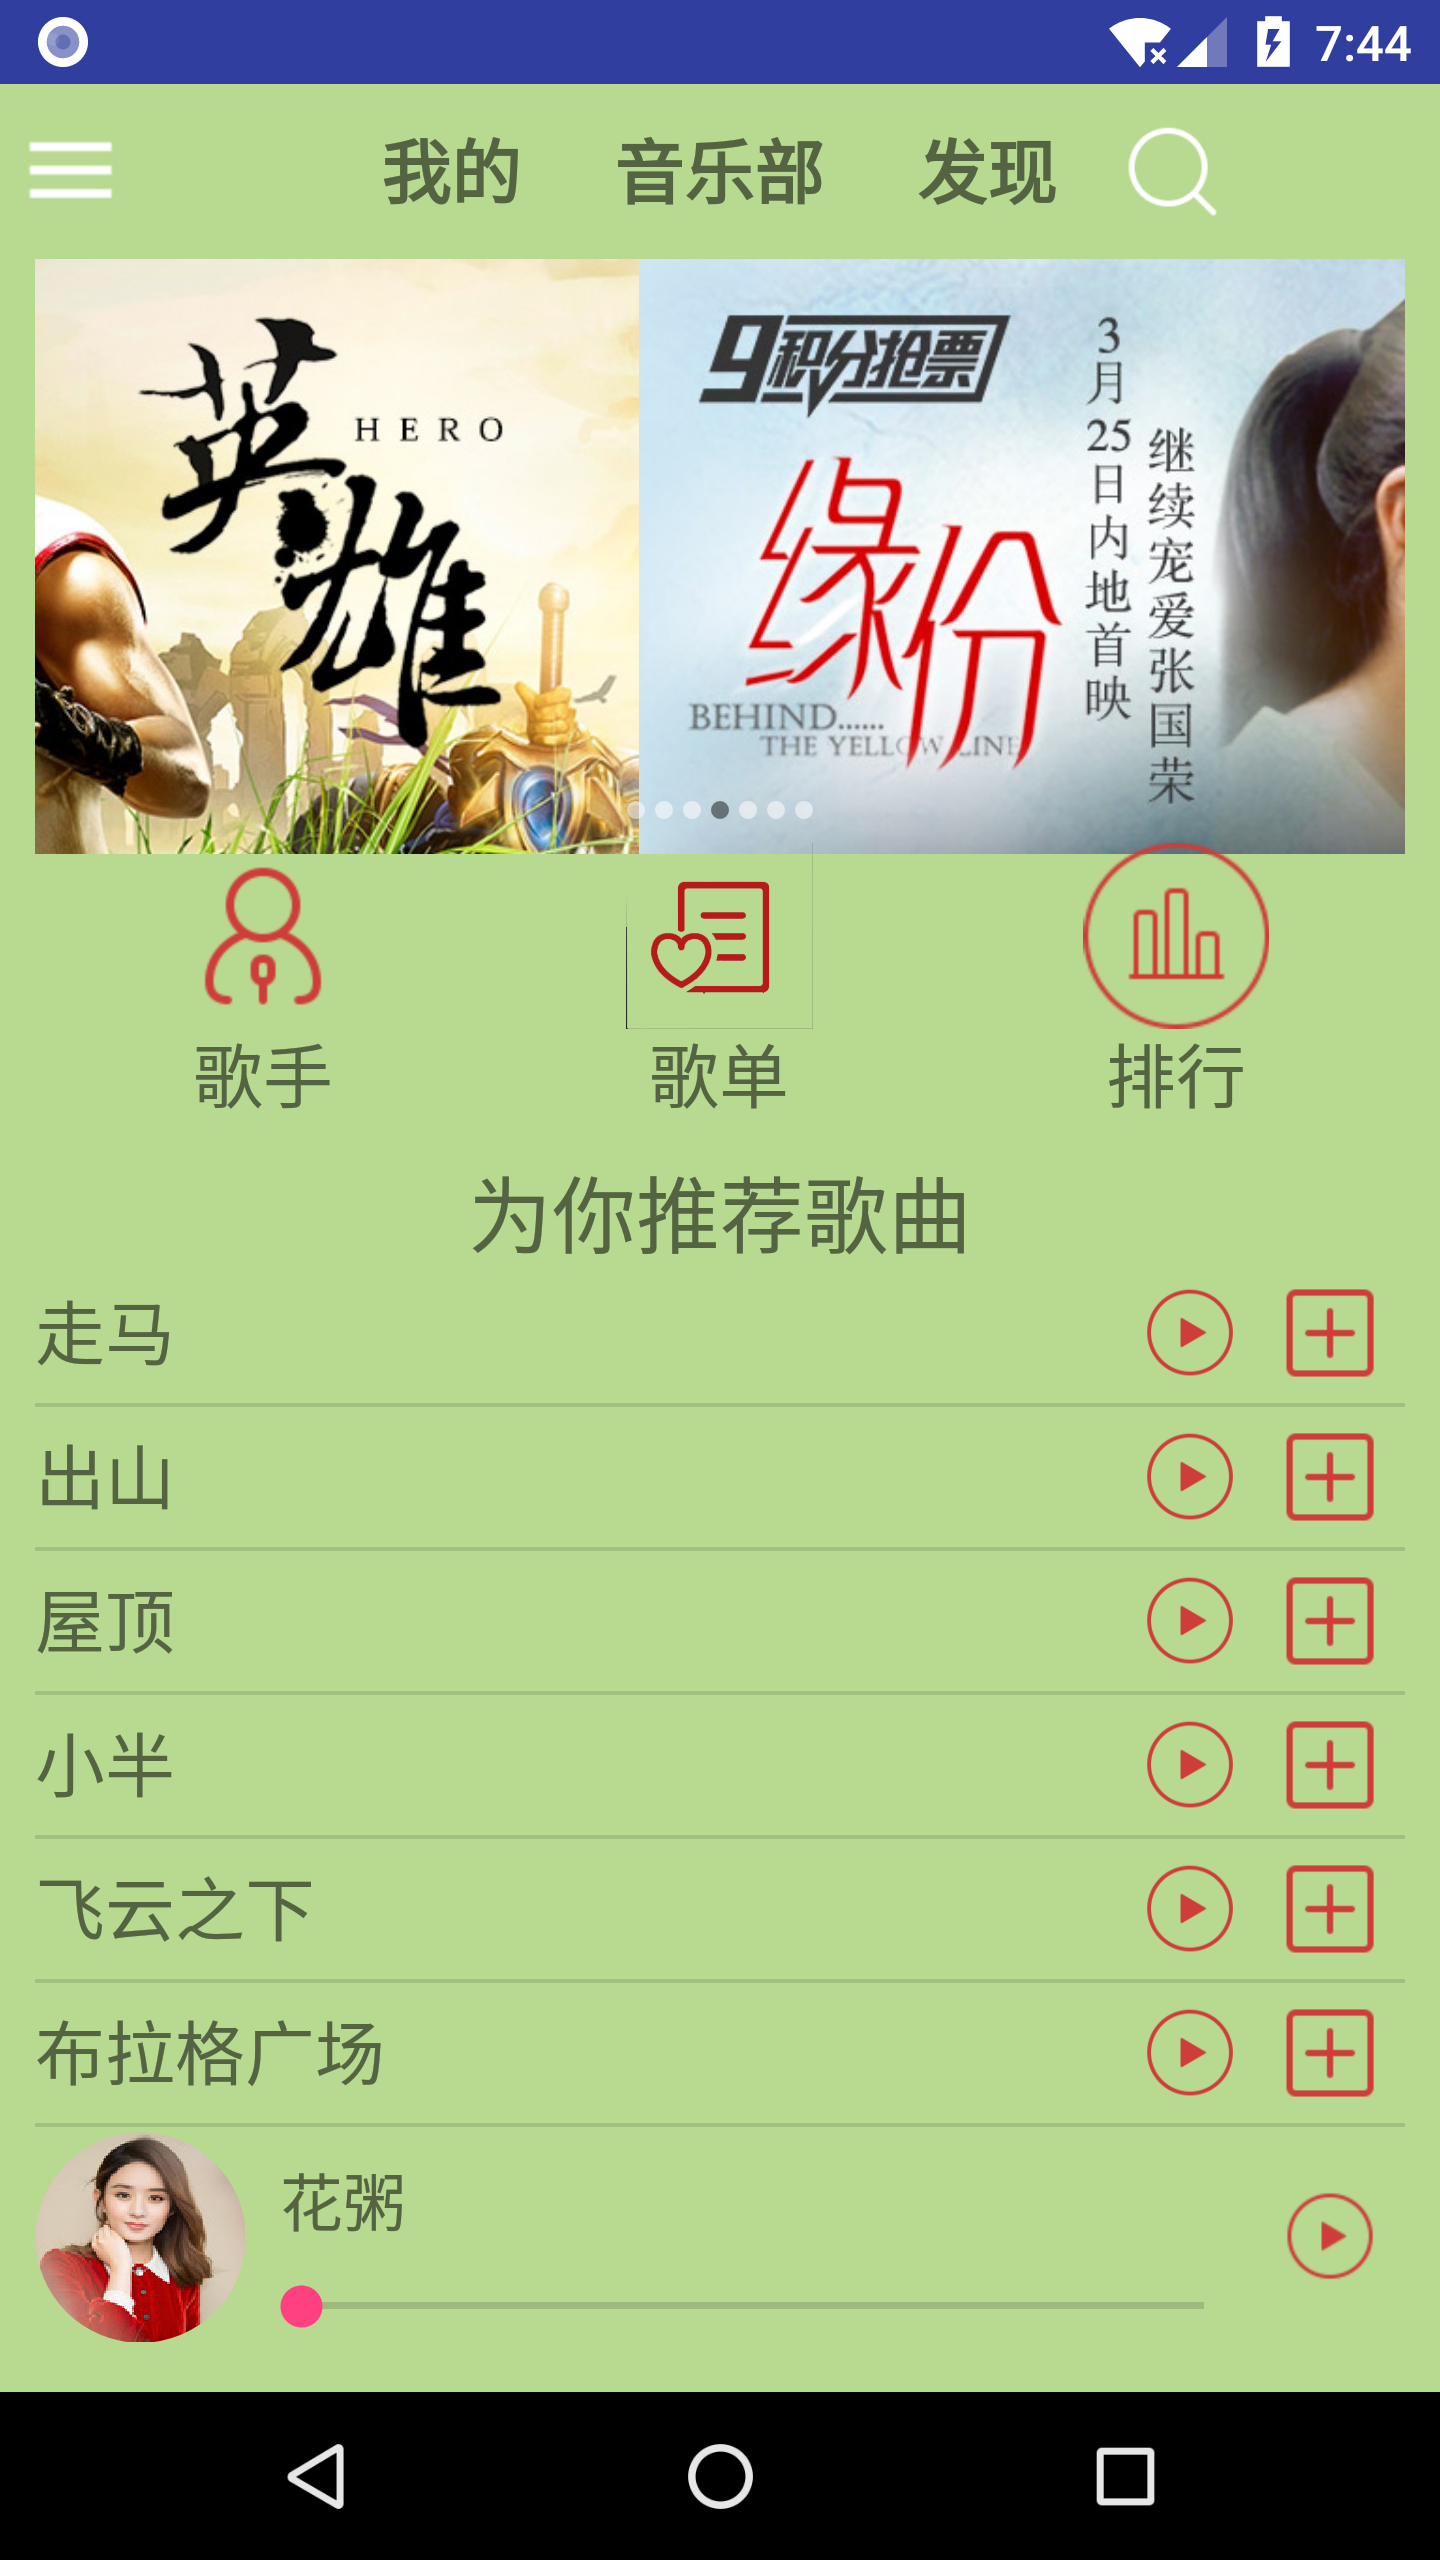 7:44
我的 音乐部 发现
英雄
HERO
9积分抢票
缘份
BEHIND......
THE YELLOW LINE
3月25日内地首映
继续宠爱张国荣
歌手 歌单 排行
为你推荐歌曲
走马
出山
屋顶
小半
飞云之下
布拉格广场
花粥